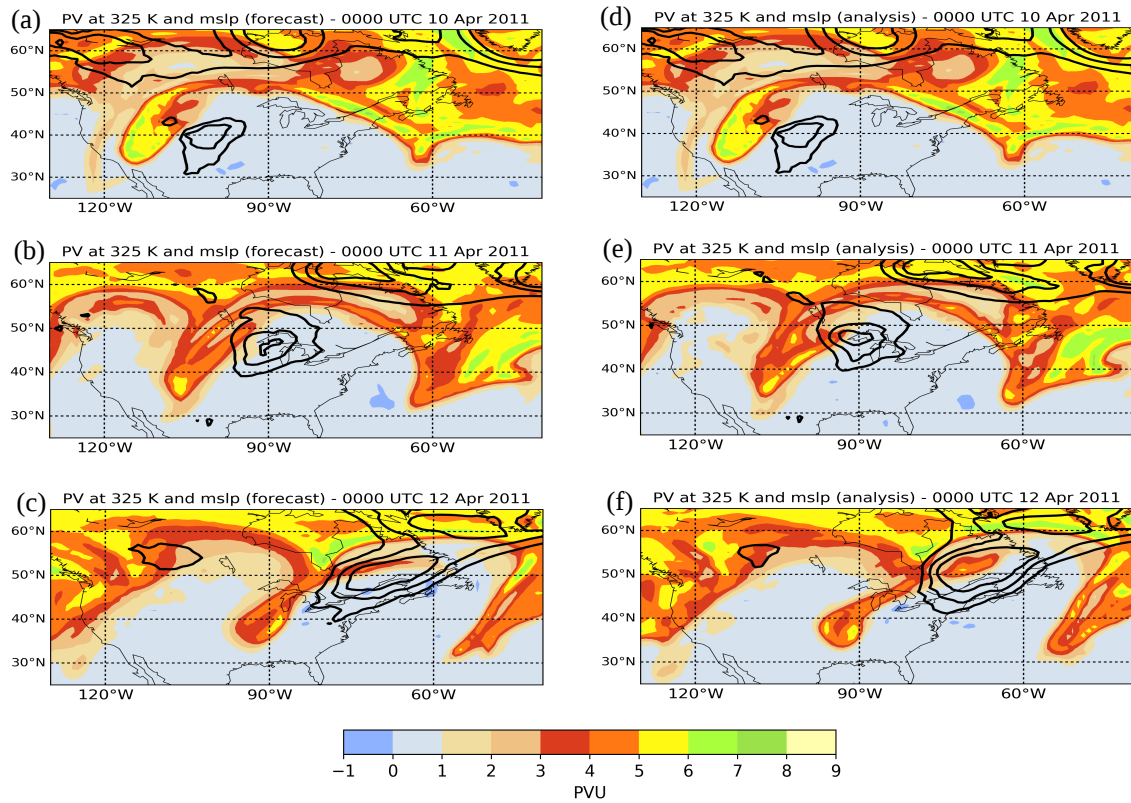 (a) PV at 325 K and mslp (forecast) - 0000 UTC 10 Apr 2011
60°N
50°N
40°N
30°N
120°W 90°W 60°W
(d) PV at 325 K and mslp (analysis) - 0000 UTC 10 Apr 2011
60°N
50°N
40°N
30°N
120°W 90°W 60°W
(b) PV at 325 K and mslp (forecast) - 0000 UTC 11 Apr 2011
60°N
50°N
40°N
30°N
120°W 90°W 60°W
(e) PV at 325 K and mslp (analysis) - 0000 UTC 11 Apr 2011
60°N
50°N
40°N
30°N
120°W 90°W 60°W
(c) PV at 325 K and mslp (forecast) - 0000 UTC 12 Apr 2011
60°N
50°N
40°N
30°N
120°W 90°W 60°W
(f) PV at 325 K and mslp (analysis) - 0000 UTC 12 Apr 2011
60°N
50°N
40°N
30°N
120°W 90°W 60°W
−1 0 1 2 3 4 5 6 7 8 9
PVU